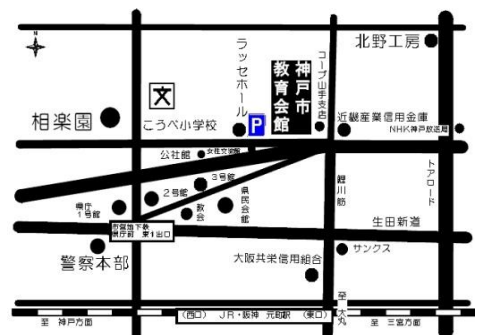 北野工房
ラッセホール
神戸市
教育会館
コープ山手支店
文
P
相楽園
こうべ小学校
近畿産業信用金庫
NHK神戸放送局
公社館
女性交流館
3号館
2号館
県庁
1号館
教会
県民会館
鯉川筋
トアロード
生田新道
市営地下鉄
県庁前 東1出口
警察本部
サンクス
大阪共栄信用組合
至 大丸
(西口) JR・阪神 元町駅 (東口)
至 神戸方面
至 三宮方面